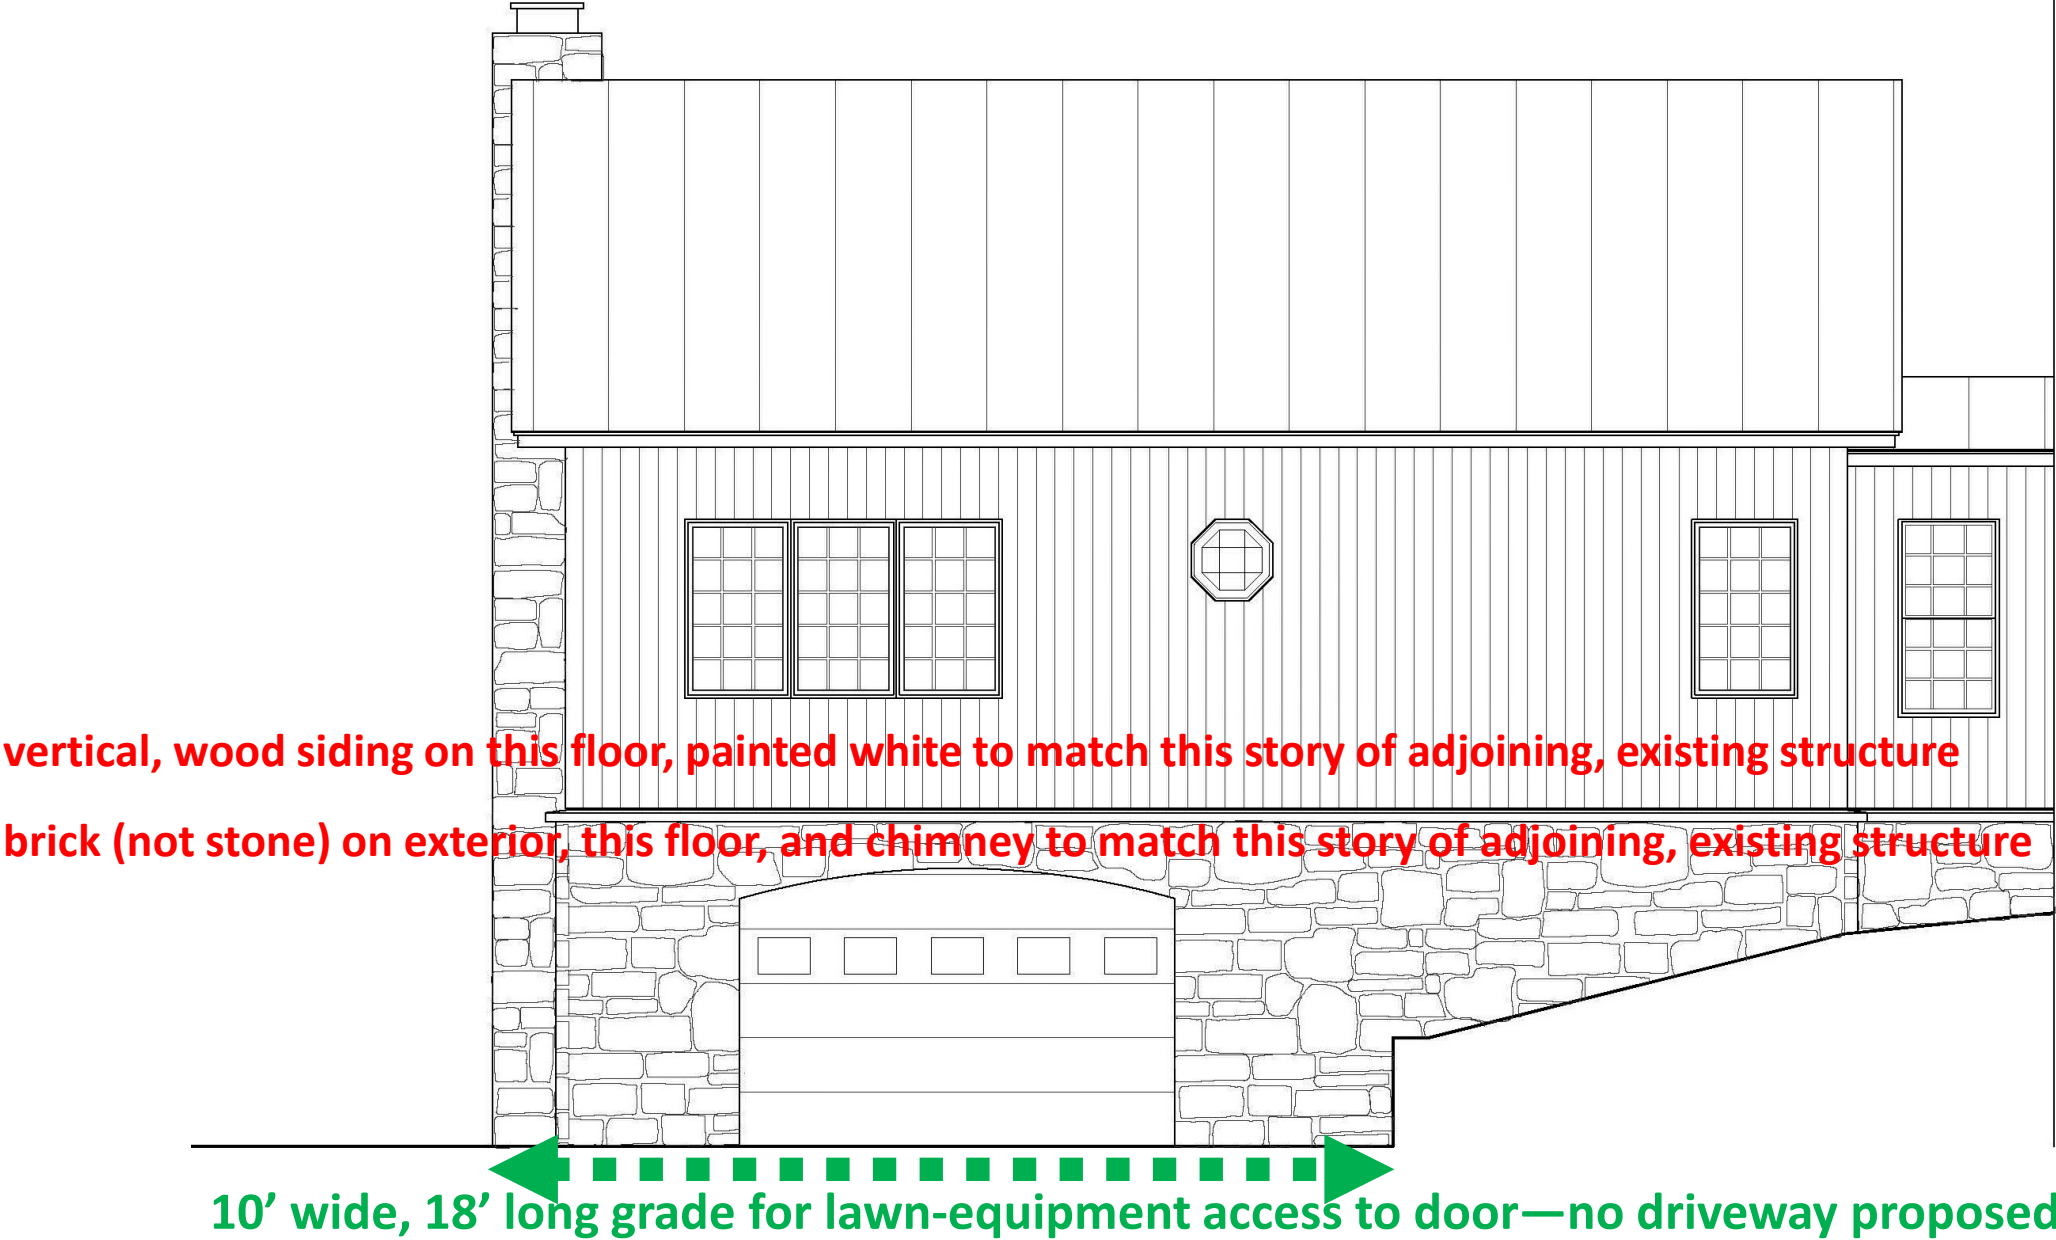 vertical, wood siding on this floor, painted white to match this story of adjoining, existing structure
brick (not stone) on exterior, this floor, and chimney to match this story of adjoining, existing structure
10’ wide, 18’ long grade for lawn-equipment access to door—no driveway proposed